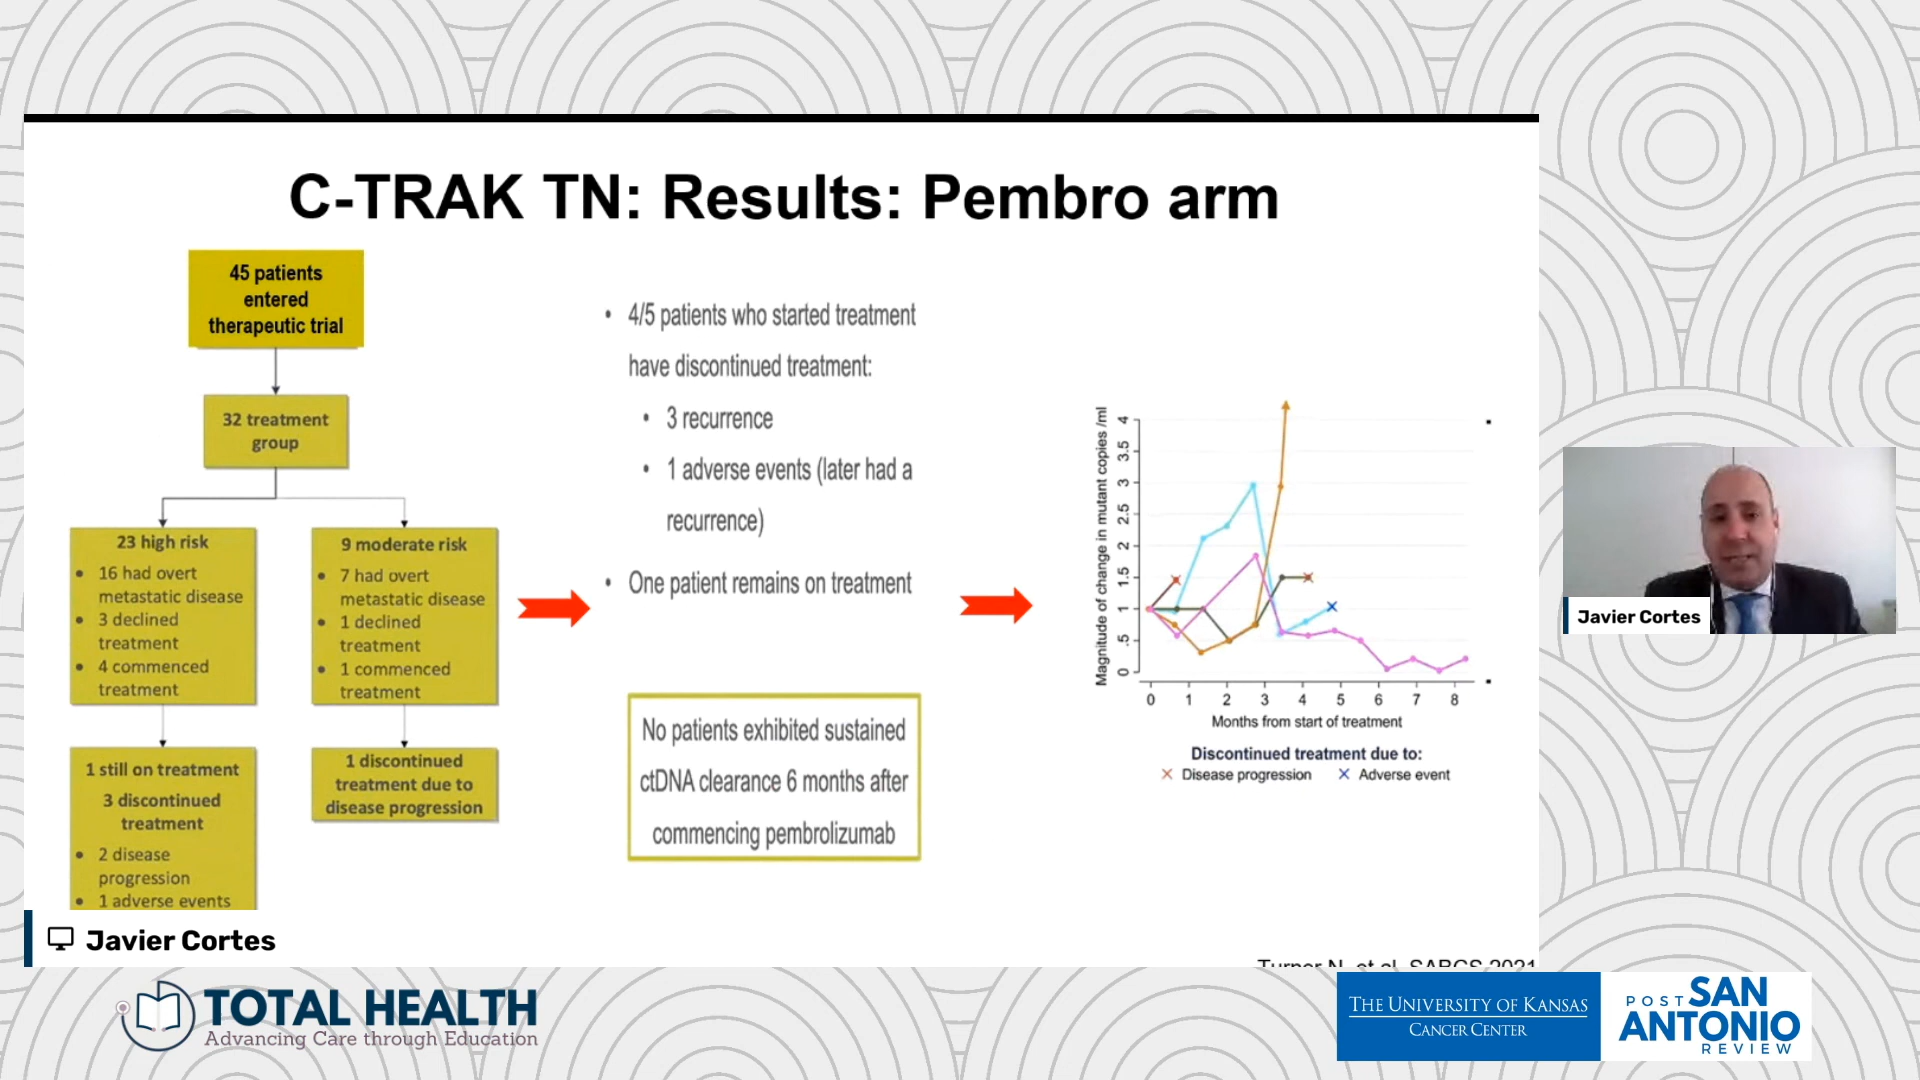 C-TRAK TN: Results: Pembro arm
45 patients
entered
therapeutic trial
32 treatment
group
23 high risk
• 16 had overt
metastatic disease
• 3 declined
treatment
• 4 commenced
treatment
9 moderate risk
• 7 had overt
metastatic disease
• 1 declined
treatment
• 1 commenced
treatment
1 still on treatment
3 discontinued
treatment
• 2 disease
progression
• 1 adverse events
1 discontinued
treatment due to
disease progression
• 4/5 patients who started treatment
have discontinued treatment:
• 3 recurrence
• 1 adverse events (later had a
recurrence)
• One patient remains on treatment
No patients exhibited sustained
ctDNA clearance 6 months after
commencing pembrolizumab
Magnitude of change in mutant copies /ml
4
3.5
3
2.5
2
1.5
1
.5
0
0 1 2 3 4 5 6 7 8
Months from start of treatment
Discontinued treatment due to:
× Disease progression × Adverse event
Turner N, et al. SABCS 2021
Javier Cortes
Javier Cortes
TOTAL HEALTH
Advancing Care through Education
THE UNIVERSITY OF KANSAS
CANCER CENTER
POST SAN
ANTONIO
REVIEW